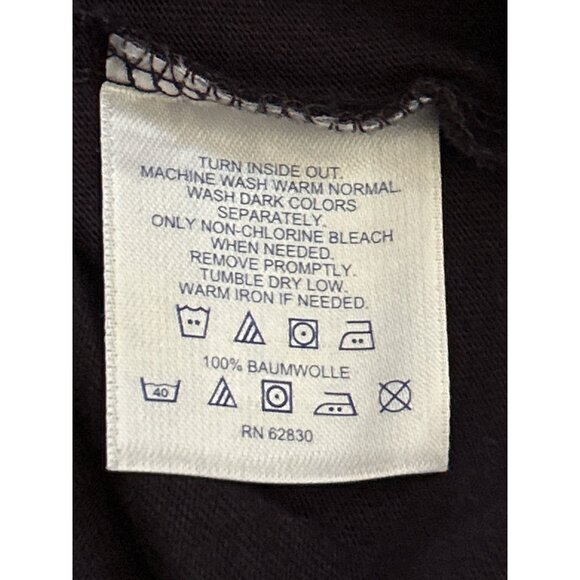 TURN INSIDE OUT.
MACHINE WASH WARM NORMAL.
WASH DARK COLORS
SEPARATELY.
ONLY NON-CHLORINE BLEACH
WHEN NEEDED.
REMOVE PROMPTLY.
TUMBLE DRY LOW.
WARM IRON IF NEEDED.
100% BAUMWOLLE
40
RN 62830